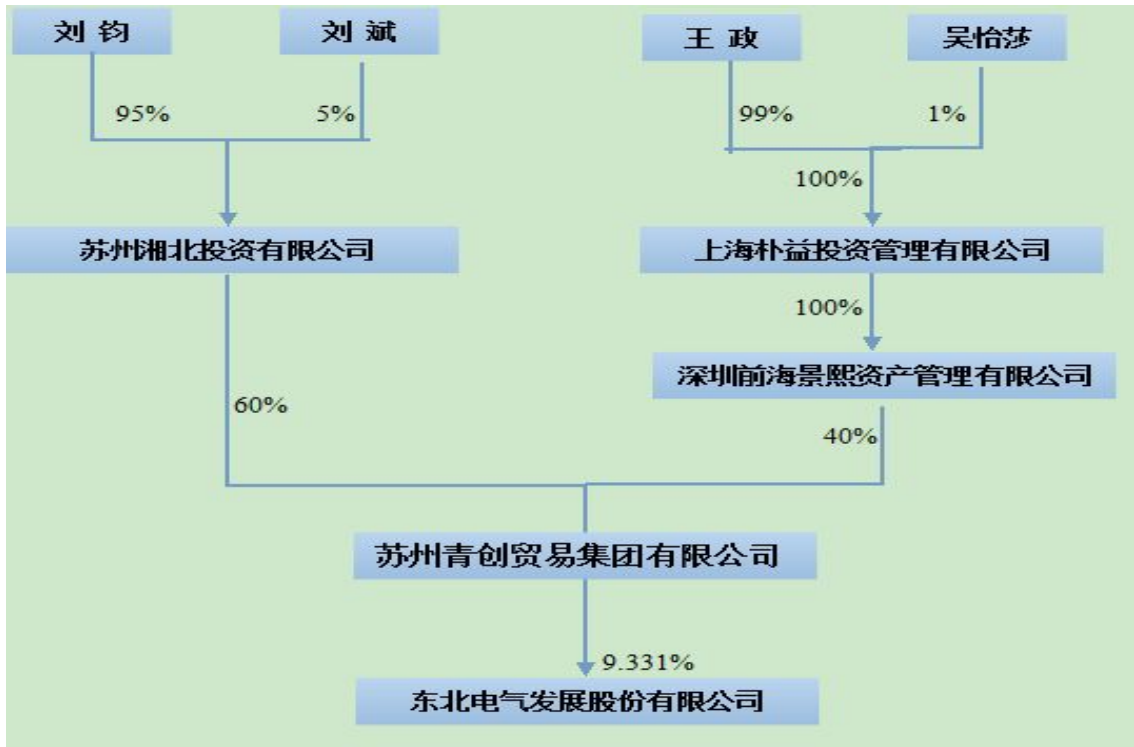 刘 钧
刘 斌
王 政
吴怡莎
95%
5%
99%
1%
100%
苏州湘北投资有限公司
上海朴益投资管理有限公司
100%
深圳前海景熙资产管理有限公司
60%
40%
苏州青创贸易集团有限公司
9.331%
东北电气发展股份有限公司